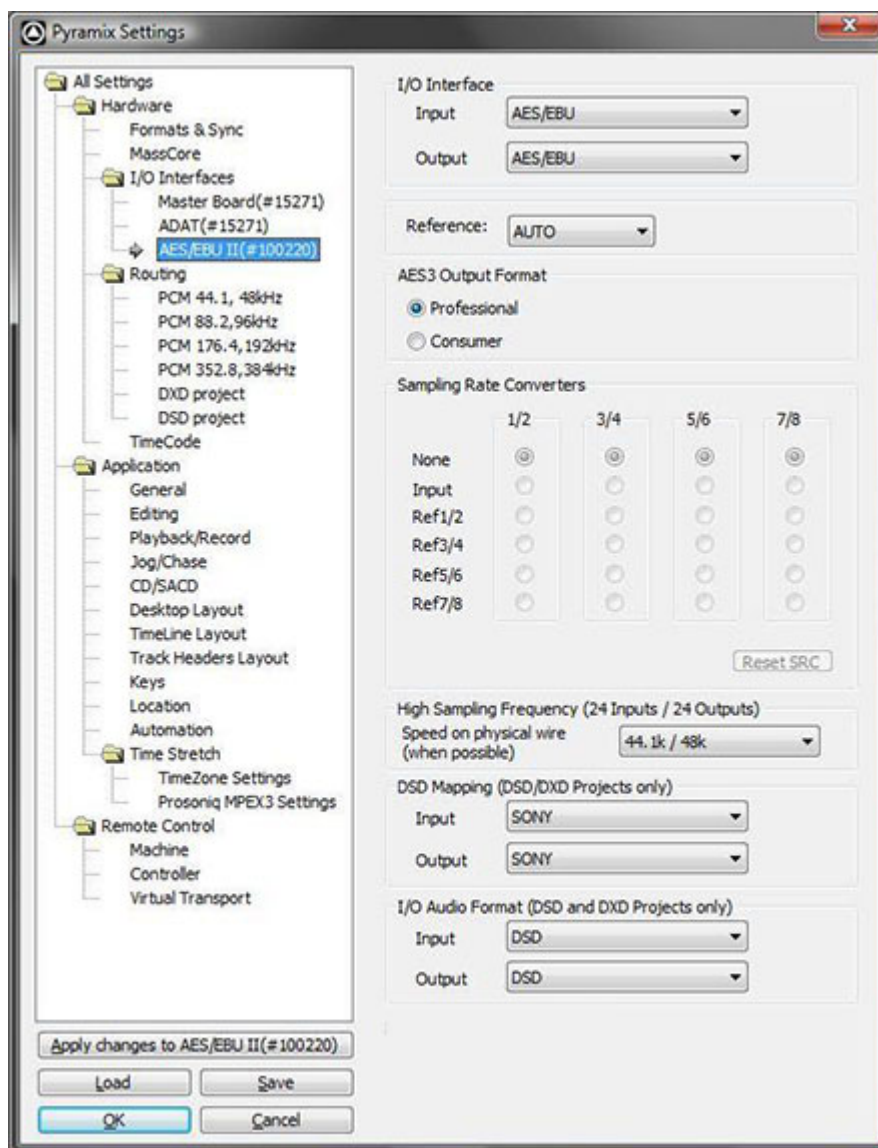 Pyramix Settings
All Settings
Hardware
Formats & Sync
MassCore
I/O Interfaces
Master Board(#15271)
ADAT(#15271)
AES/EBU II(#100220)
Routing
PCM 44.1, 48kHz
PCM 88.2,96kHz
PCM 176.4,192kHz
PCM 352.8,384kHz
DXD project
DSD project
TimeCode
Application
General
Editing
Playback/Record
Jog/Chase
CD/SACD
Desktop Layout
TimeLine Layout
Track Headers Layout
Keys
Location
Automation
Time Stretch
TimeZone Settings
Prosoniq MPEX3 Settings
Remote Control
Machine
Controller
Virtual Transport
Apply changes to AES/EBU II(#100220)
Load Save
OK Cancel
I/O Interface
Input AES/EBU
Output AES/EBU
Reference: AUTO
AES3 Output Format
Professional
Consumer
Sampling Rate Converters
1/2 3/4 5/6 7/8
None
Input
Ref1/2
Ref3/4
Ref5/6
Ref7/8
Reset SRC
High Sampling Frequency (24 Inputs / 24 Outputs)
Speed on physical wire 44.1k / 48k
(when possible)
DSD Mapping (DSD/DXD Projects only)
Input SONY
Output SONY
I/O Audio Format (DSD and DXD Projects only)
Input DSD
Output DSD